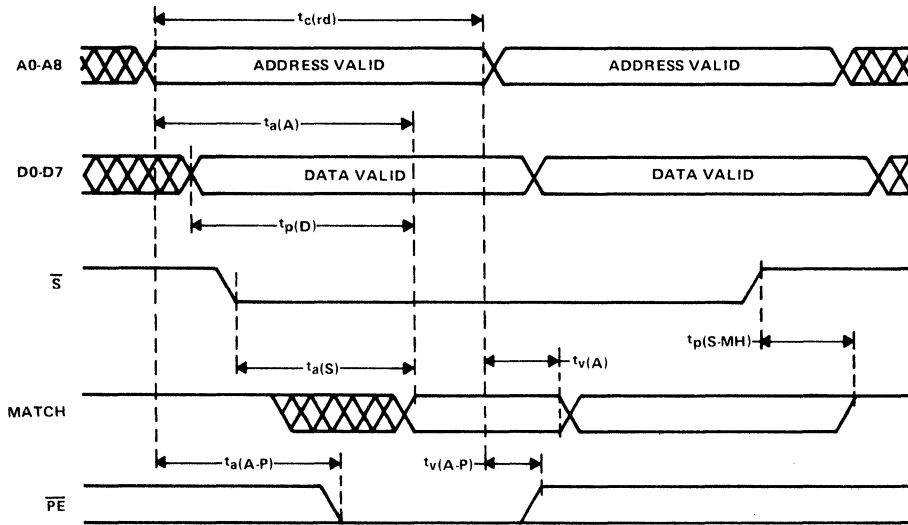 tc(rd)
A0-A8 ADDRESS VALID ADDRESS VALID
ta(A)
D0-D7 DATA VALID DATA VALID
tp(D)
S̅
tp(S-MH)
ta(S) tv(A)
MATCH
ta(A-P) tv(A-P)
P̅E̅